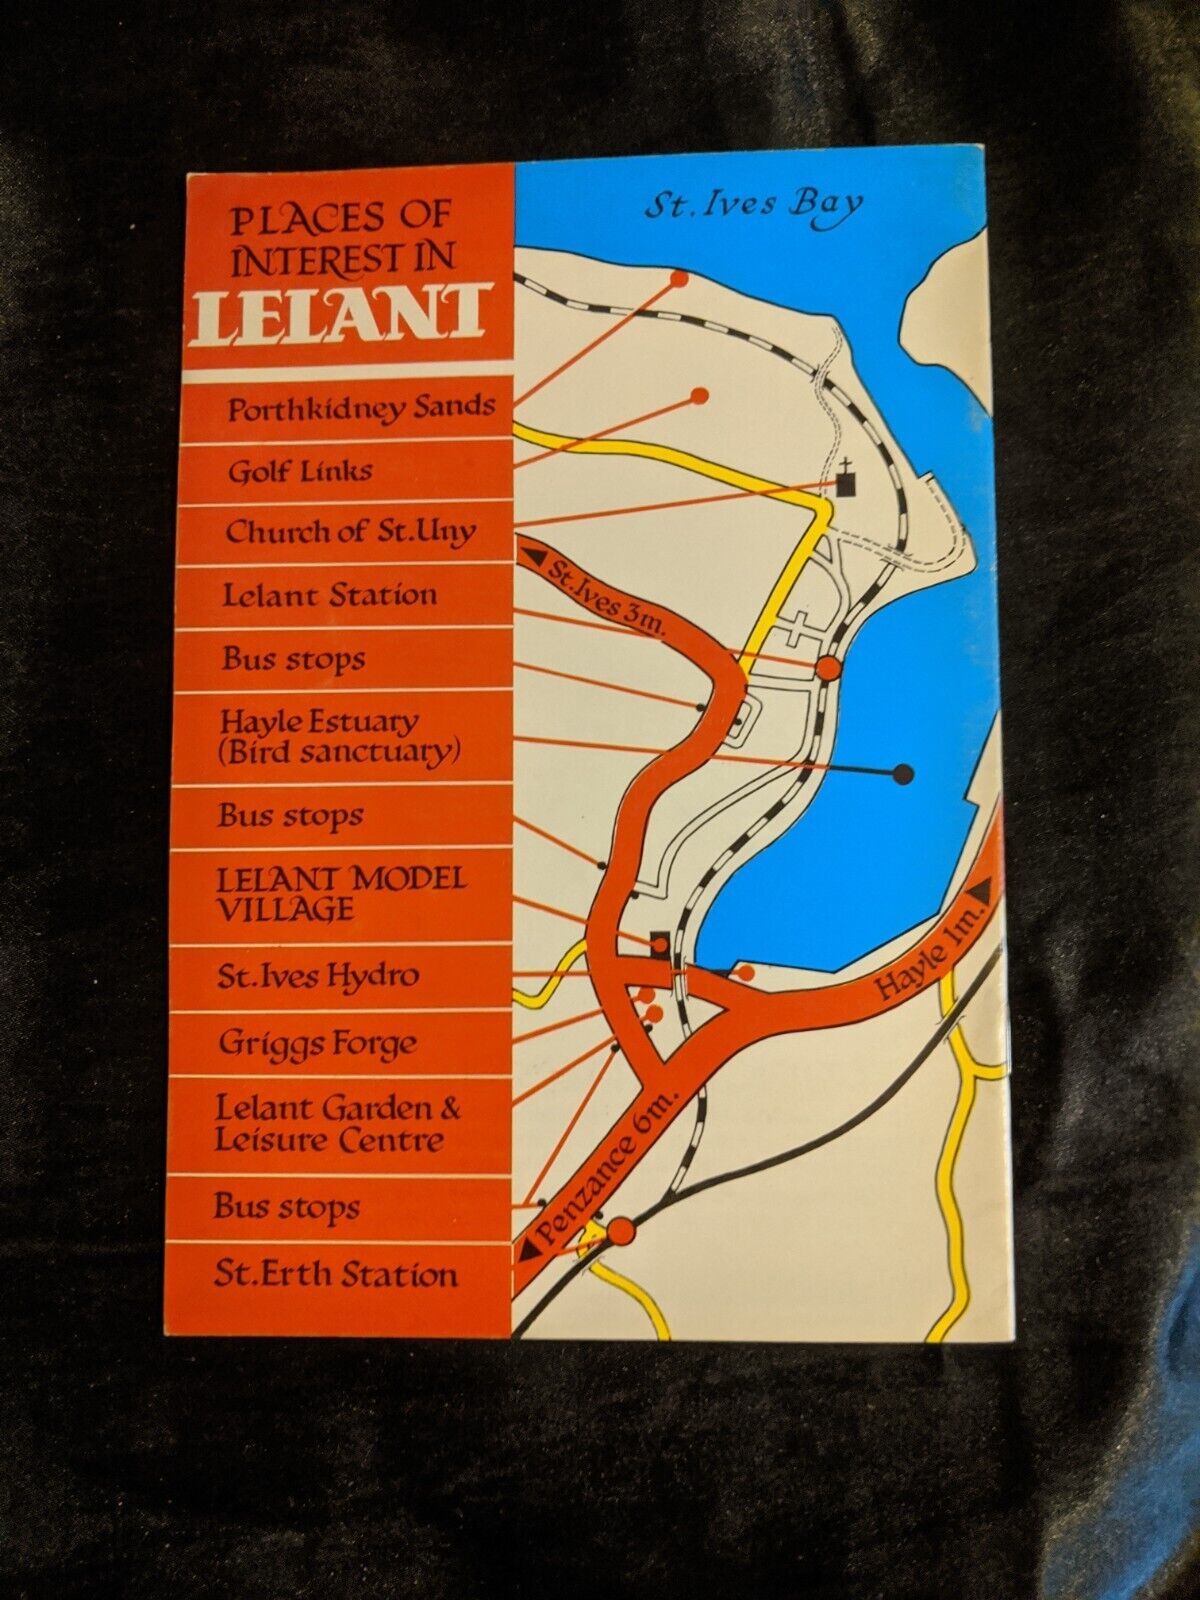 PLACES OF
INTEREST IN
LELANT
Porthkidney Sands
Golf Links
Church of St.Uny
Lelant Station
Bus stops
Hayle Estuary
(Bird sanctuary)
Bus stops
LELANT MODEL
VILLAGE
St.Ives Hydro
Griggs Forge
Lelant Garden &
Leisure Centre
Bus stops
St.Erth Station
St.Ives Bay
St.Ives 3m.
Hayle 1m.
Penzance 6m.